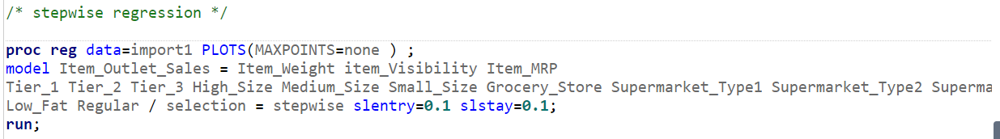 /* stepwise regression */
proc reg data=import1 PLOTS(MAXPOINTS=none ) ;
model Item_Outlet_Sales = Item_Weight item_Visibility Item_MRP
Tier_1 Tier_2 Tier_3 High_Size Medium_Size Small_Size Grocery_Store Supermarket_Type1 Supermarket_Type2 Superma
Low_Fat Regular / selection = stepwise slentry=0.1 slstay=0.1;
run;